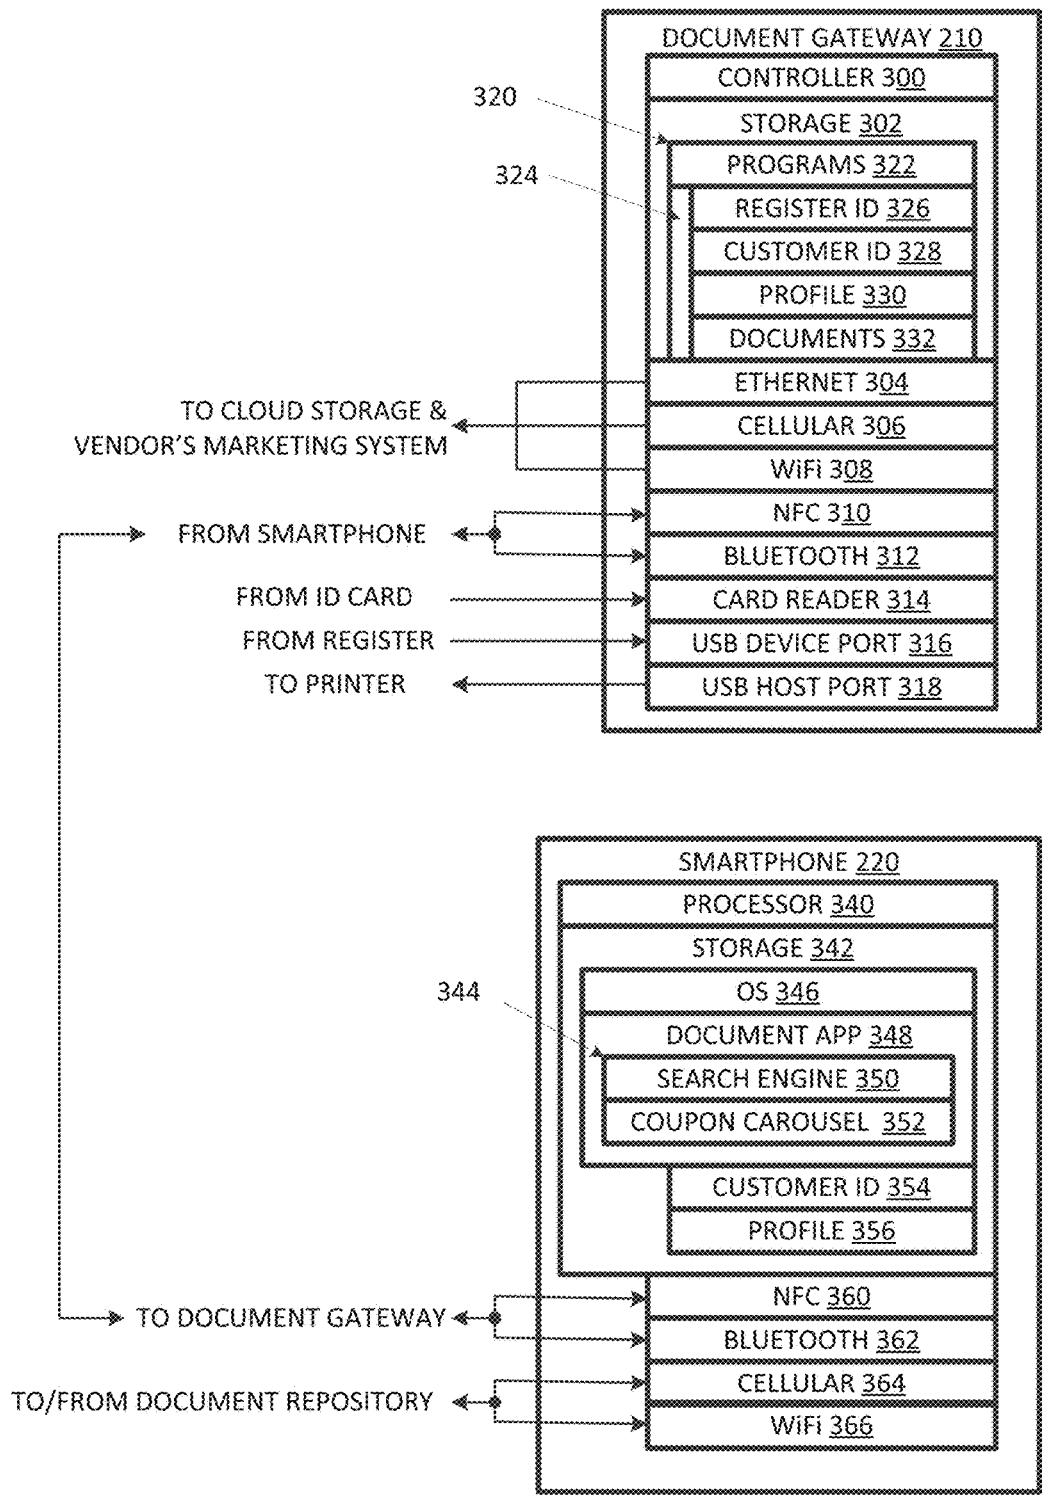 DOCUMENT GATEWAY 210
CONTROLLER 300
320
STORAGE 302
PROGRAMS 322
324
REGISTER ID 326
CUSTOMER ID 328
PROFILE 330
DOCUMENTS 332
ETHERNET 304
TO CLOUD STORAGE &
VENDOR'S MARKETING SYSTEM
CELLULAR 306
WiFi 308
NFC 310
FROM SMARTPHONE
BLUETOOTH 312
FROM ID CARD
CARD READER 314
FROM REGISTER
USB DEVICE PORT 316
TO PRINTER
USB HOST PORT 318
SMARTPHONE 220
PROCESSOR 340
STORAGE 342
344
OS 346
DOCUMENT APP 348
SEARCH ENGINE 350
COUPON CAROUSEL 352
CUSTOMER ID 354
PROFILE 356
NFC 360
TO DOCUMENT GATEWAY
BLUETOOTH 362
CELLULAR 364
TO/FROM DOCUMENT REPOSITORY
WiFi 366